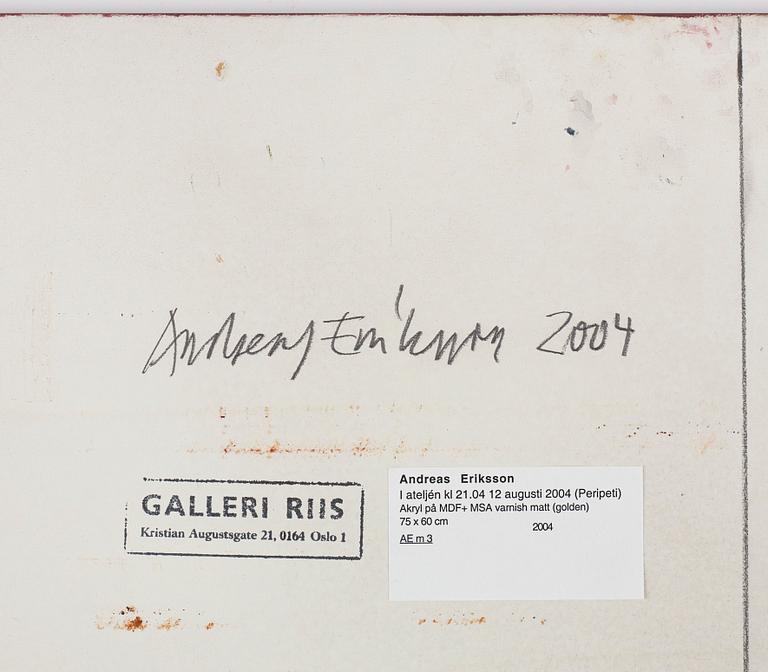 Andreas Eriksson 2004
GALLERI RIIS
Kristian Augustsgate 21, 0164 Oslo 1
Andreas Eriksson
I ateljén kl 21.04 12 augusti 2004 (Peripeti)
Akryl på MDF+ MSA varnish matt (golden)
75 x 60 cm
2004
AE m 3